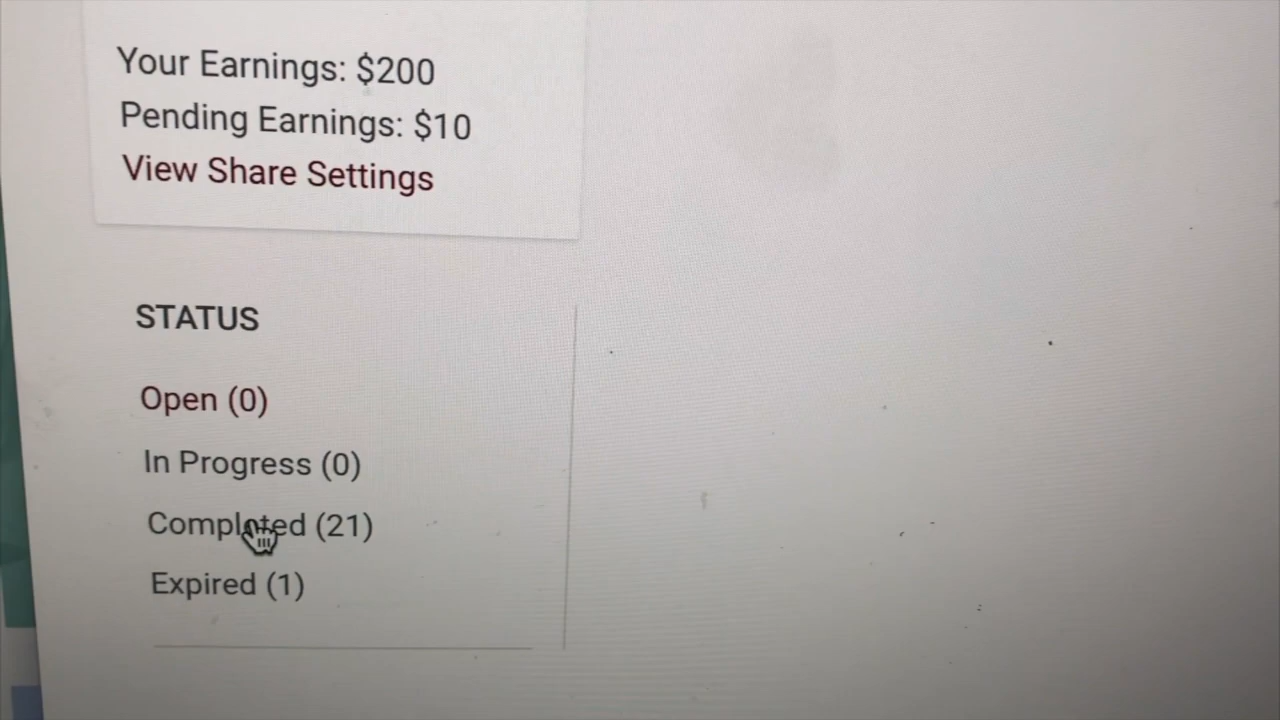 Your Earnings: $200
Pending Earnings: $10
View Share Settings
STATUS
Open (0)
In Progress (0)
Completed (21)
Expired (1)